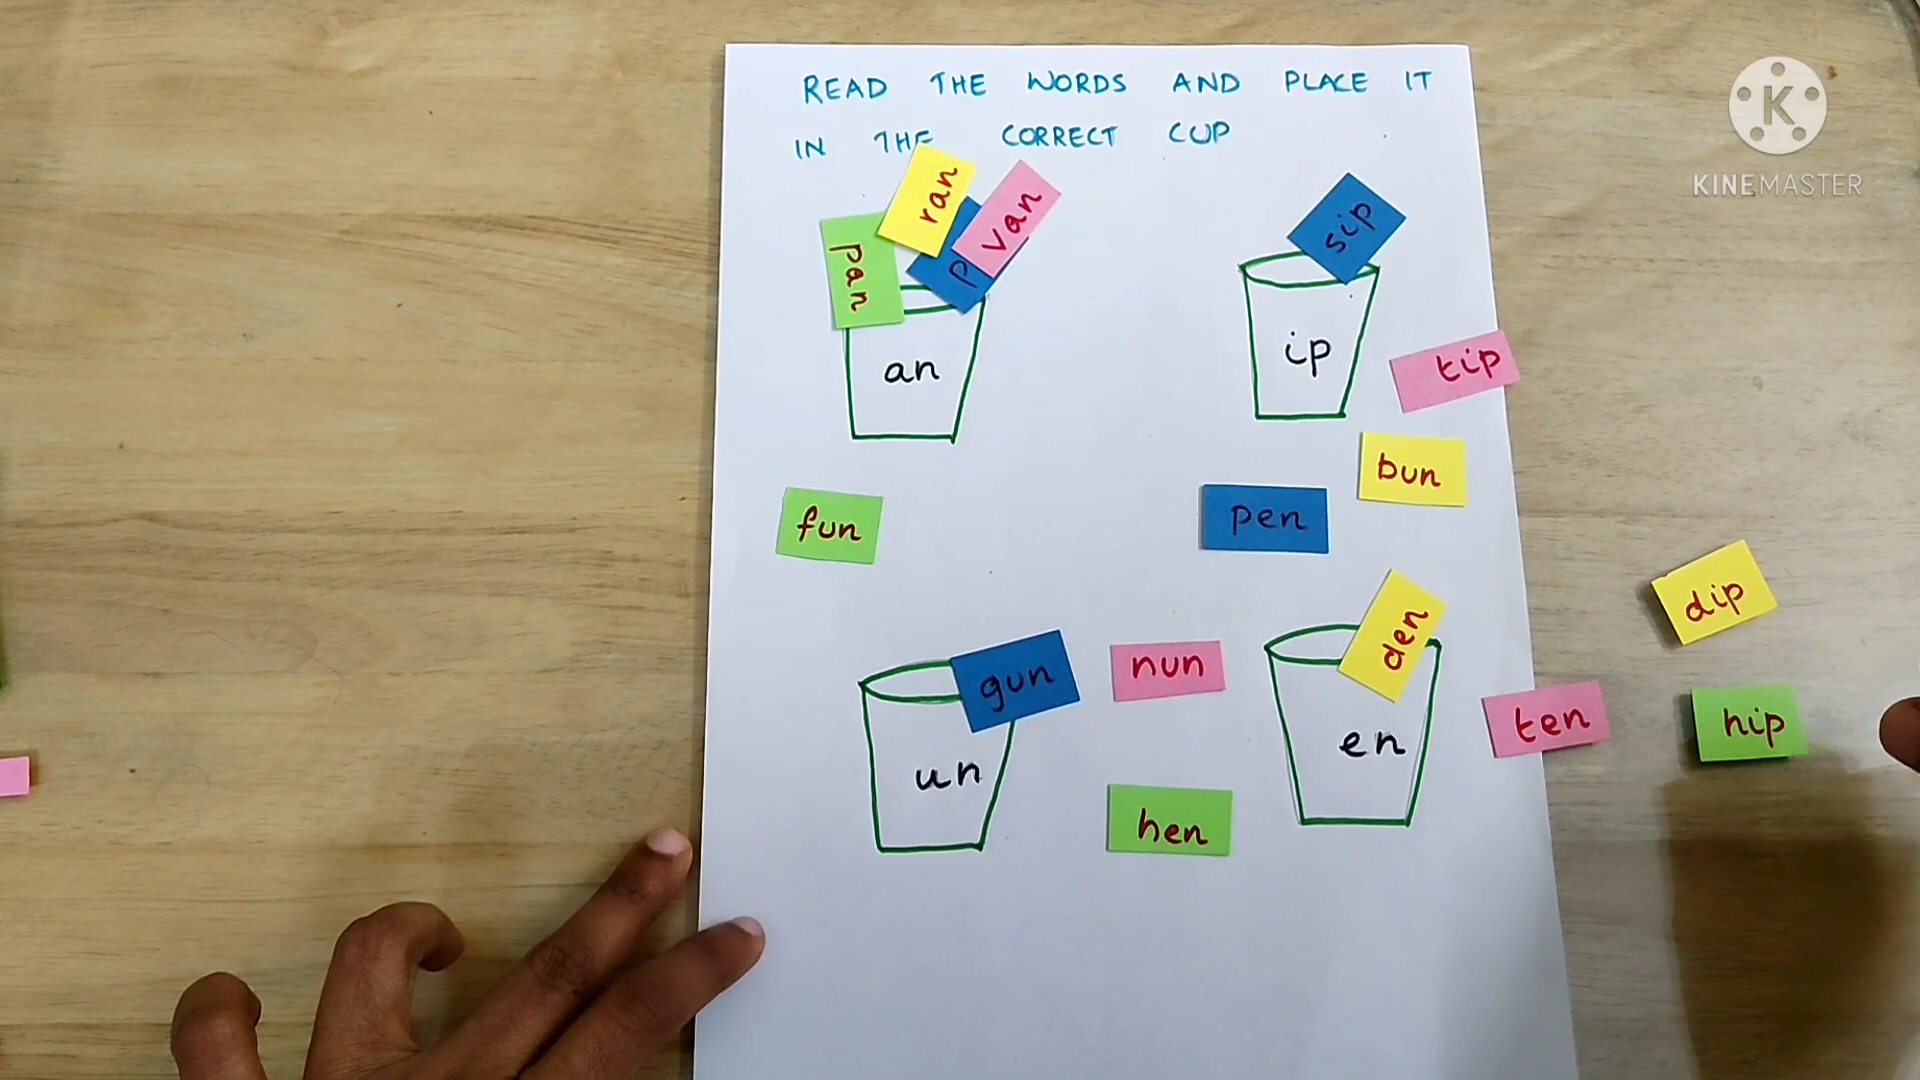 READ THE WORDS AND PLACE IT
IN THE CORRECT CUP
K
KINEMASTER
ran
van
pan
sip
an
ip
tip
bun
fun
pen
dip
den
gun
nun
ten
hip
un
en
hen